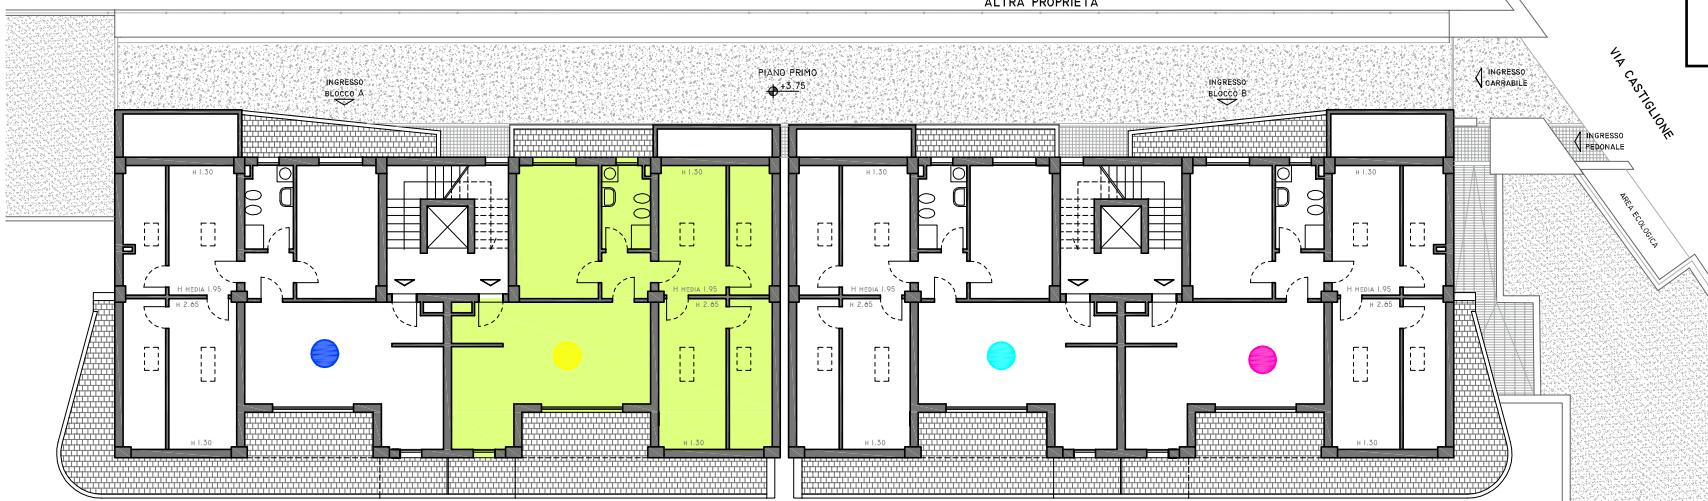 ALTRA PROPRIETÀ
PIANO PRIMO
+3.75
INGRESSO
BLOCCO A
INGRESSO
BLOCCO B
INGRESSO
CARRABILE
VIA CASTIGLIONE
INGRESSO
PEDONALE
AREA ECOLOGICA
H 1.30
H 1.30
H 1.30
H 1.30
H MEDIA 1.95
H MEDIA 1.95
H MEDIA 1.95
H MEDIA 1.95
H 2.65
H 2.65
H 2.65
H 2.65
H 1.30
H 1.30
H 1.30
H 1.30